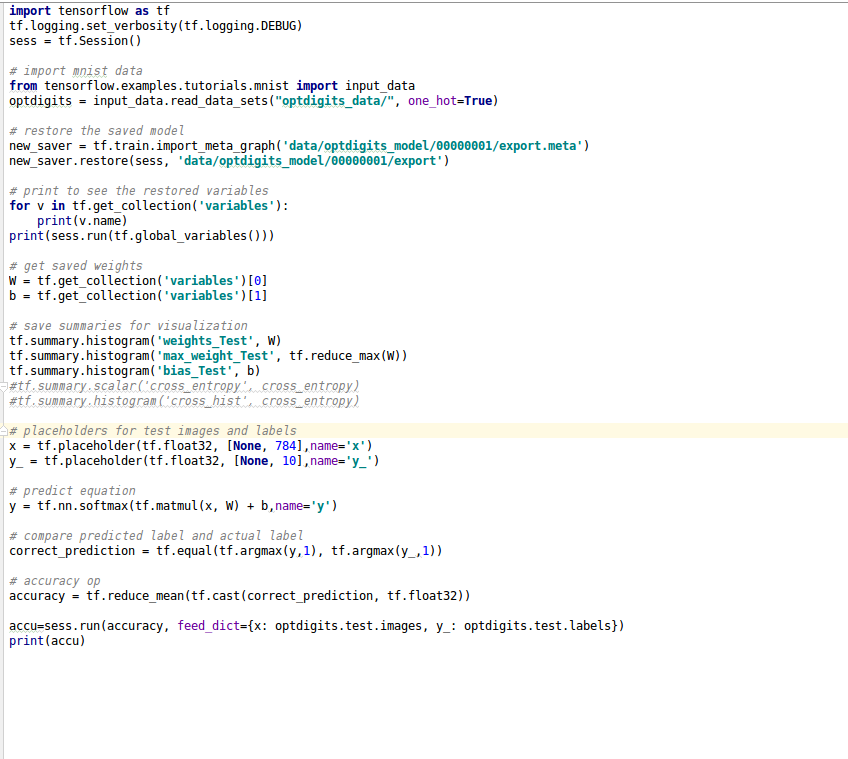 import tensorflow as tf
tf.logging.set_verbosity(tf.logging.DEBUG)
sess = tf.Session()
# import mnist data
from tensorflow.examples.tutorials.mnist import input_data
optdigits = input_data.read_data_sets("optdigits_data/", one_hot=True)
# restore the saved model
new_saver = tf.train.import_meta_graph('data/optdigits_model/00000001/export.meta')
new_saver.restore(sess, 'data/optdigits_model/00000001/export')
# print to see the restored variables
for v in tf.get_collection('variables'):
    print(v.name)
print(sess.run(tf.global_variables()))
# get saved weights
W = tf.get_collection('variables')[0]
b = tf.get_collection('variables')[1]
# save summaries for visualization
tf.summary.histogram('weights_Test', W)
tf.summary.histogram('max_weight_Test', tf.reduce_max(W))
tf.summary.histogram('bias_Test', b)
#tf.summary.scalar('cross_entropy', cross_entropy)
#tf.summary.histogram('cross_hist', cross_entropy)
# placeholders for test images and labels
x = tf.placeholder(tf.float32, [None, 784],name='x')
y_ = tf.placeholder(tf.float32, [None, 10],name='y_')
# predict equation
y = tf.nn.softmax(tf.matmul(x, W) + b,name='y')
# compare predicted label and actual label
correct_prediction = tf.equal(tf.argmax(y,1), tf.argmax(y_,1))
# accuracy op
accuracy = tf.reduce_mean(tf.cast(correct_prediction, tf.float32))
accu=sess.run(accuracy, feed_dict={x: optdigits.test.images, y_: optdigits.test.labels})
print(accu)